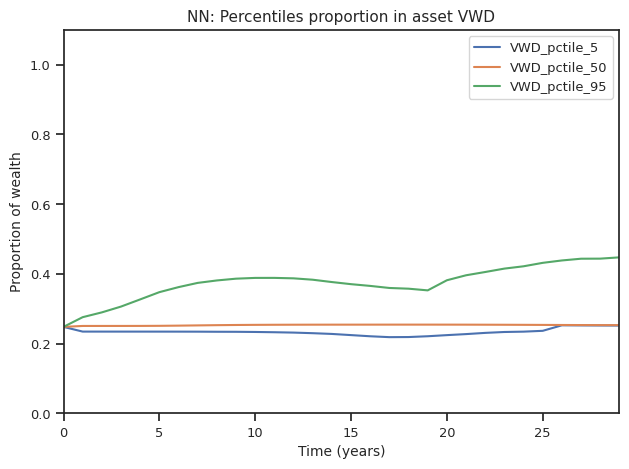 NN: Percentiles proportion in asset VWD
VWD_pctile_5
VWD_pctile_50
VWD_pctile_95
Proportion of wealth
1.0
0.8
0.6
0.4
0.2
0.0
0 5 10 15 20 25
Time (years)